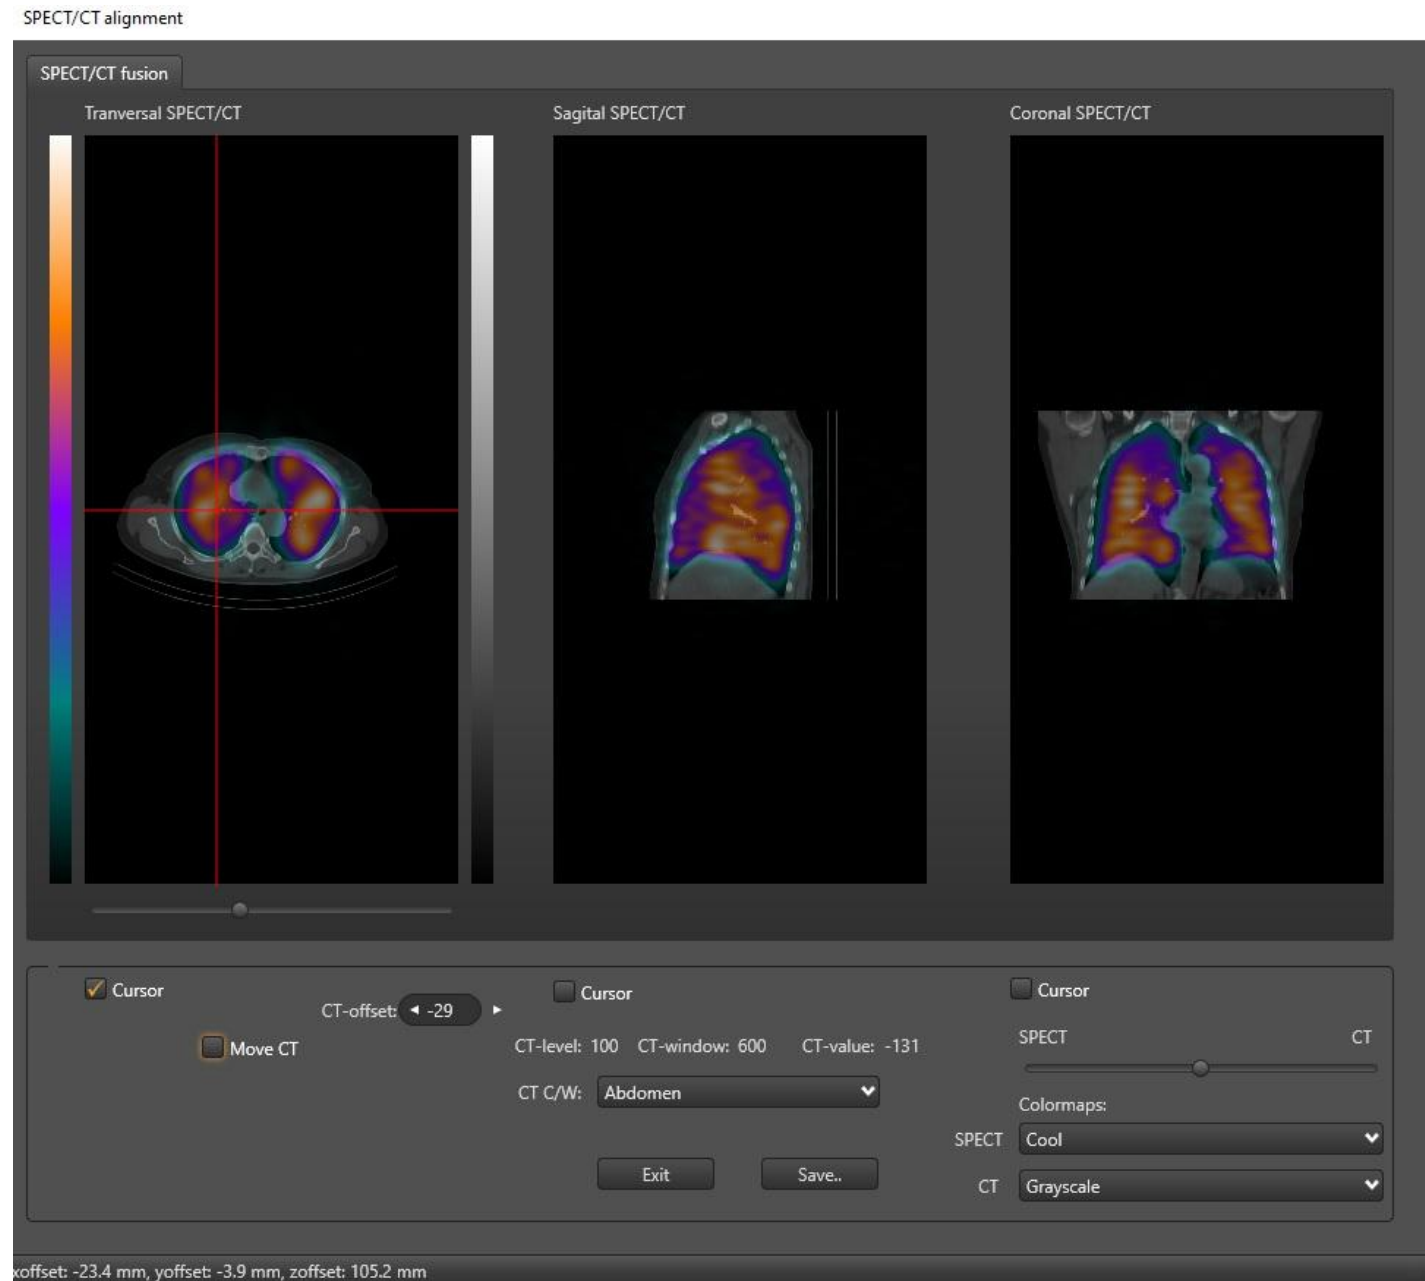 SPECT/CT alignment
SPECT/CT fusion
Tranversal SPECT/CT
Sagital SPECT/CT
Coronal SPECT/CT
Cursor
CT-offset: -29
Move CT
Cursor
CT-level: 100 CT-window: 600 CT-value: -131
CT C/W: Abdomen
Exit Save..
Cursor
SPECT CT
Colormaps:
SPECT Cool
CT Grayscale
xoffset: -23.4 mm, yoffset: -3.9 mm, zoffset: 105.2 mm